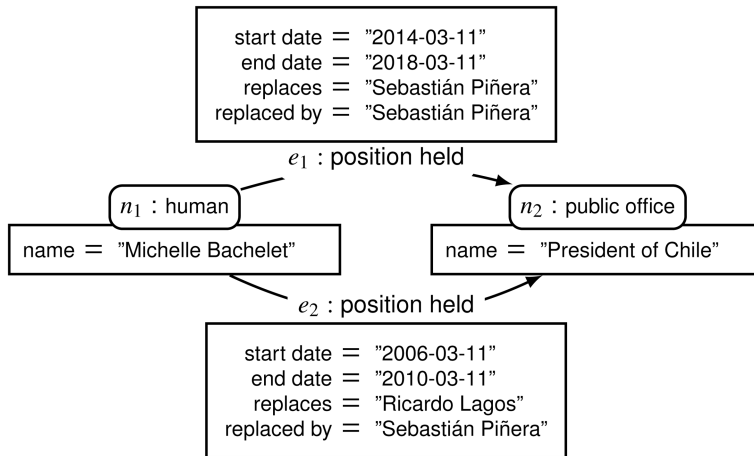 start date = "2014-03-11"
end date = "2018-03-11"
replaces = "Sebastián Piñera"
replaced by = "Sebastián Piñera"
e1 : position held
n1 : human
n2 : public office
name = "Michelle Bachelet"
name = "President of Chile"
e2 : position held
start date = "2006-03-11"
end date = "2010-03-11"
replaces = "Ricardo Lagos"
replaced by = "Sebastián Piñera"